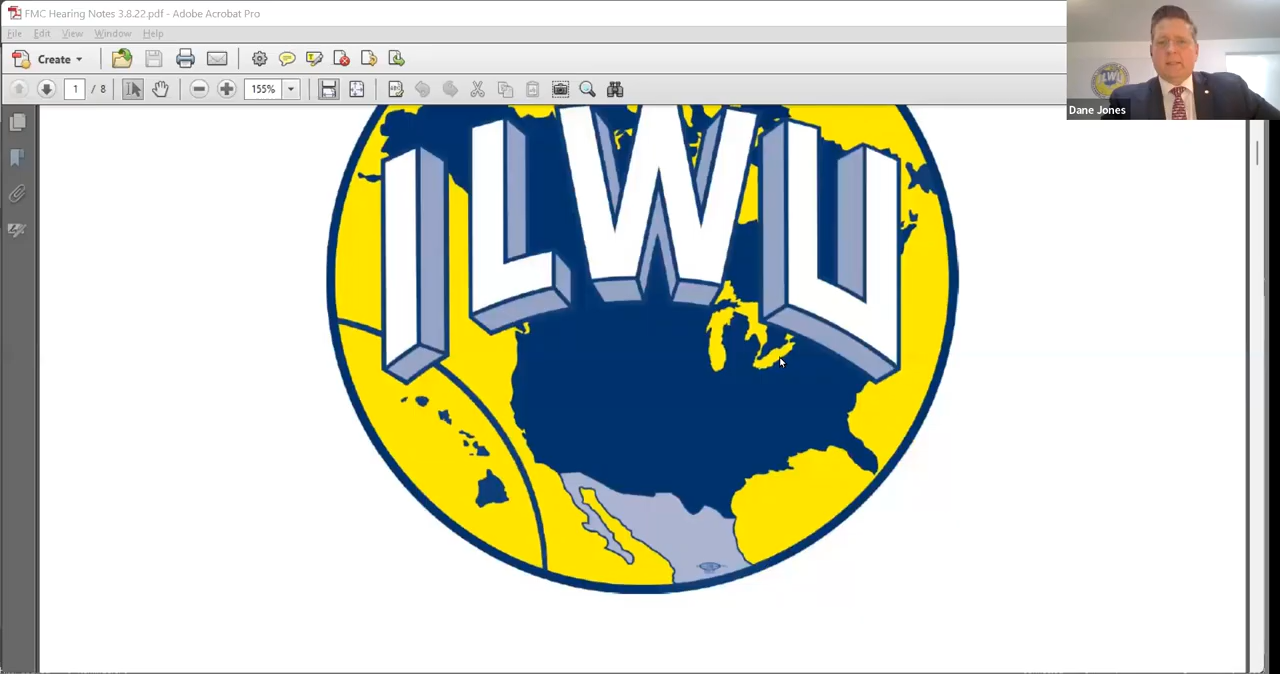 FMC Hearing Notes 3.8.22.pdf - Adobe Acrobat Pro
File Edit View Window Help
Create
1 / 8 155%
ILWU
Dane Jones
ILWU